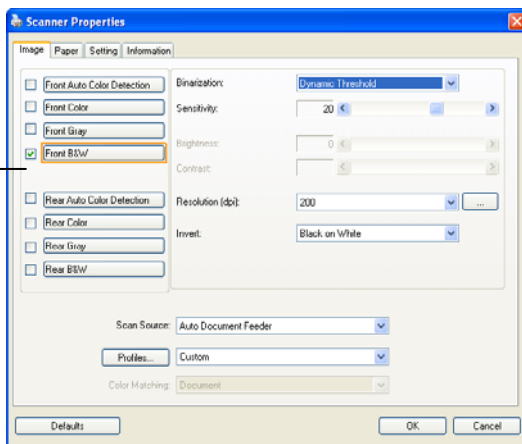 Scanner Properties
Image Paper Setting Information
Front Auto Color Detection
Front Color
Front Gray
Front B&W
Rear Auto Color Detection
Rear Color
Rear Gray
Rear B&W
Binarization: Dynamic Threshold
Sensitivity: 20
Brightness: 0
Contrast:
Resolution (dpi): 200 ...
Invert: Black on White
Scan Source: Auto Document Feeder
Profiles... Custom
Color Matching: Document
Defaults OK Cancel